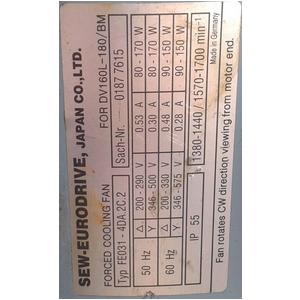 SEW-EURODRIVE, JAPAN CO.,LTD.
FORCED COOLING FAN FOR DV160L-180/BM
Typ FE031 - 4DA.2C.2 Sach-Nr. 0187 7615
50 Hz △ 200 - 290 V 0.53 A 80 - 170 W
Y 346 - 500 V 0.30 A 80 - 170 W
60 Hz △ 200 - 330 V 0.48 A 90 - 150 W
Y 346 - 575 V 0.28 A 90 - 150 W
IP 55 1380-1440 / 1570-1700 min⁻¹
Made in Germany
Fan rotates CW direction viewing from motor end.